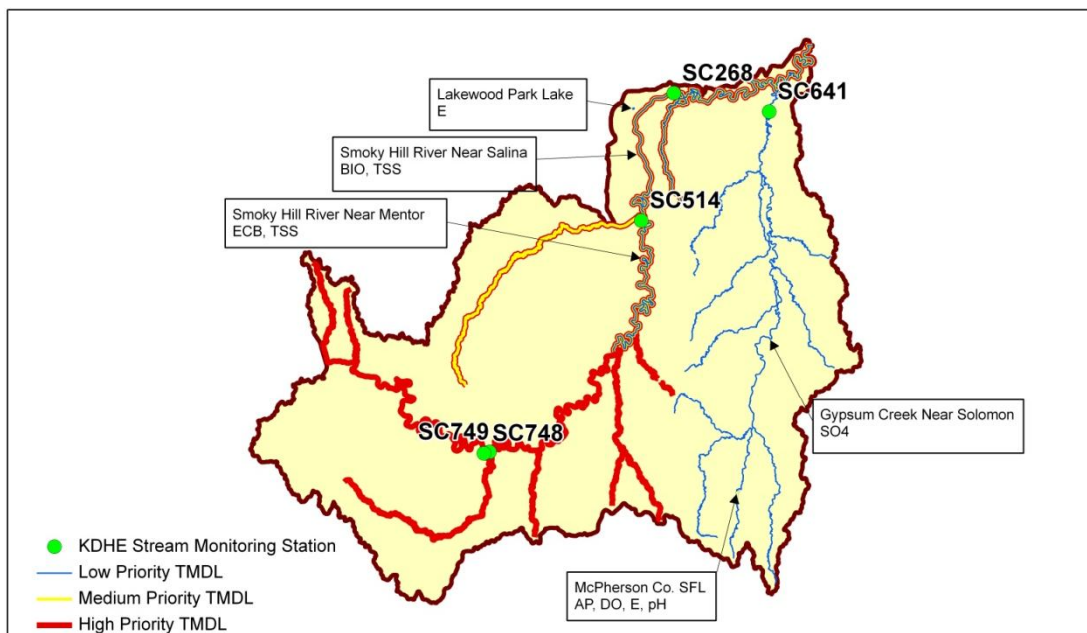 SC268
SC641
Lakewood Park Lake
E
Smoky Hill River Near Salina
BIO, TSS
SC514
Smoky Hill River Near Mentor
ECB, TSS
Gypsum Creek Near Solomon
SO4
SC749 SC748
McPherson Co. SFL
AP, DO, E, pH
KDHE Stream Monitoring Station
Low Priority TMDL
Medium Priority TMDL
High Priority TMDL